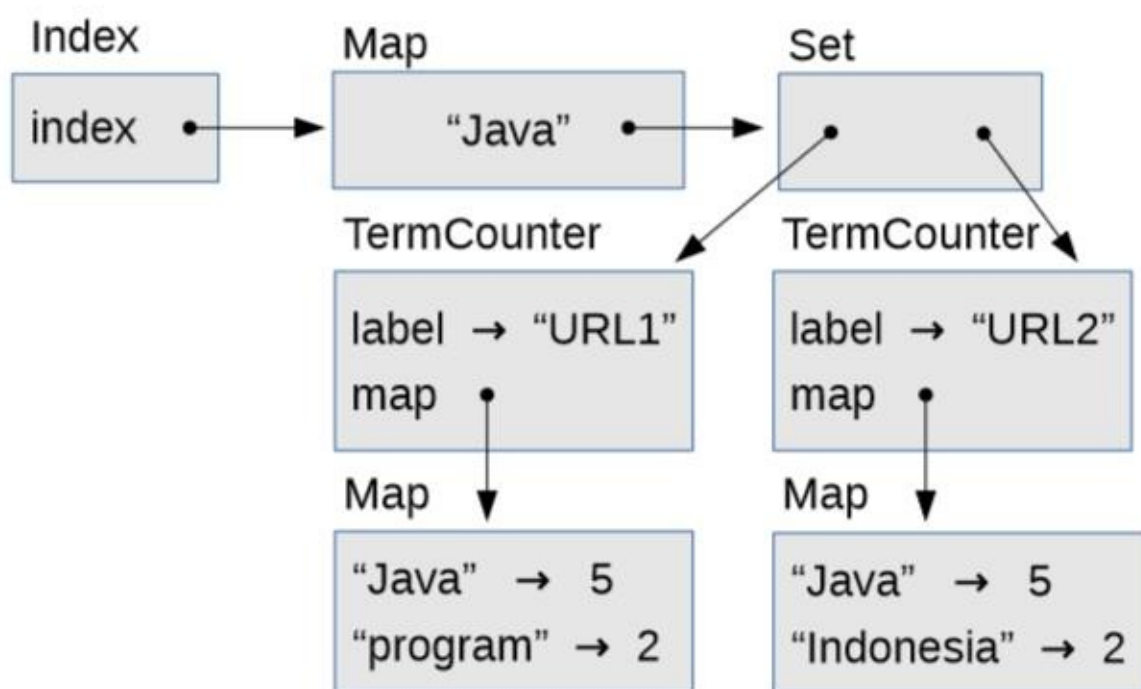 Index
Map
Set
index
“Java”
TermCounter
TermCounter
label → “URL1”
map
label → “URL2”
map
Map
Map
“Java” → 5
“program” → 2
“Java” → 5
“Indonesia” → 2